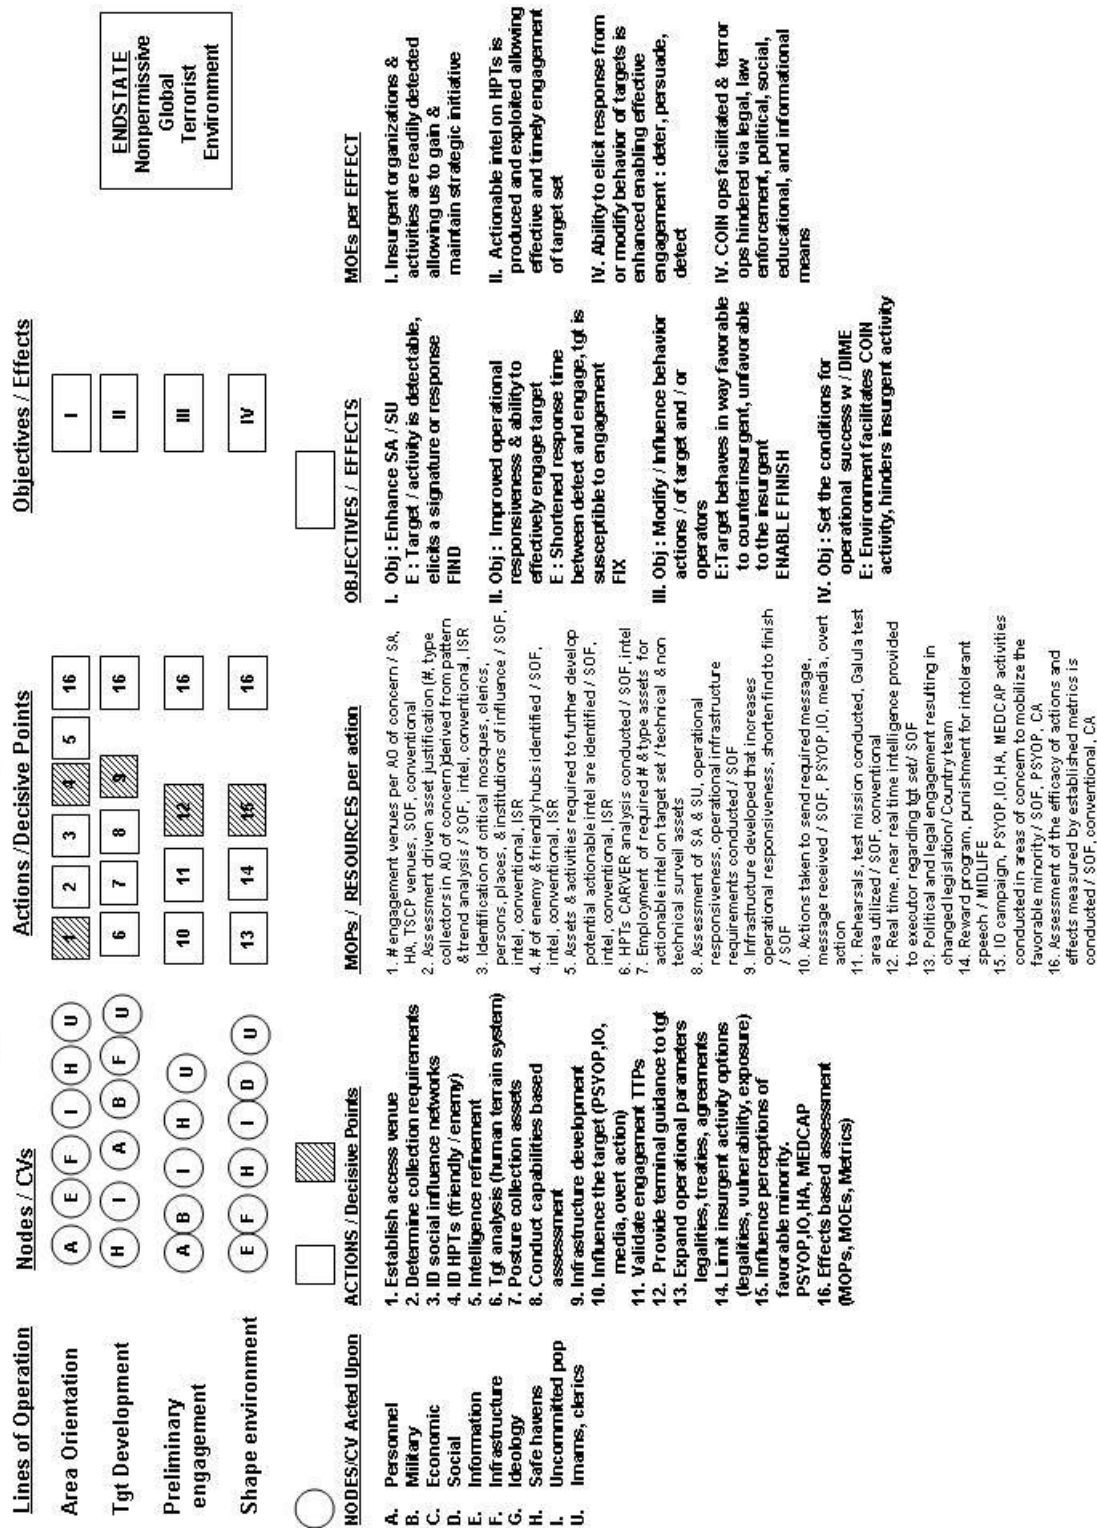 Lines of Operation
Nodes / CVs
Actions /Decisive Points
Objectives / Effects
ENDSTATE
Nonpermissive
Global
Terrorist
Environment
Area Orientation
A E F I H U
1 2 3 4 5 16
I
Tgt Development
H I A B F U
6 7 8 9 16
II
Preliminary
engagement
A B I H U
10 11 12 16
III
Shape environment
E F H I D U
13 14 15 16
IV
NODES/CV Acted Upon
A. Personnel
B. Military
C. Economic
D. Social
E. Information
F. Infrastructure
G. Ideology
H. Safe havens
I. Uncommitted pop
U. Imams, clerics
ACTIONS / Decisive Points
1. Establish access venue
2. Determine collection requirements
3. ID social influence networks
4. ID HPTs (friendly / enemy)
5. Intelligence refinement
6. Tgt analysis (human terrain system)
7. Posture collection assets
8. Conduct capabilities based
assessment
9. Infrastructure development
10. Influence the target (PSYOP,IO,
media, overt action)
11. Validate engagement TTPs
12. Provide terminal guidance to tgt
13. Expand operational parameters
legalities, treaties, agreements
14. Limit insurgent activity options
(legalities, vulnerability, exposure)
15. Influence perceptions of
favorable minority.
PSYOP,IO,HA, MEDCAP
16. Effects based assessment
(MOPs, MOEs, Metrics)
MOPs / RESOURCES per action
1. # engagement venues per AO of concern / SA,
HA, TSCP venues, SOF, conventional
2. Assessment driven asset justification (#, type
collectors in AO of concern)derived from pattern
& trend analysis / SOF, intel, conventional, ISR
3. Identification of critical mosques, clerics,
persons, places, & institutions of influence / SOF,
intel, conventional, ISR
4. # of enemy & friendly hubs identified / SOF,
intel, conventional, ISR
5. Assets & activities required to further develop
potential actionable intel are identified / SOF,
intel, conventional, ISR
6. HPTs CARVER analysis conducted / SOF, intel
7. Employment of required # & type assets for
actionable intel on target set / technical & non
technical surveil assets
8. Assessment of SA & SU, operational
responsiveness, operational infrastructure
requirements conducted / SOF
9. Infrastructure developed that increases
operational responsiveness, shorten find to finish
/ SOF
10. Actions taken to send required message,
message received / SOF, PSYOP,IO, media, overt
action
11. Rehearsals, test mission conducted, Galula test
area utilized / SOF, conventional
12. Real time, near real time intelligence provided
to executor regarding tgt set/ SOF
13. Political and legal engagement resulting in
changed legislation/ Country team
14. Reward program, punishment for intolerant
speech / MIDLIFE
15. IO campaign, PSYOP,IO,HA, MEDCAP activities
conducted in areas of concern to mobilize the
favorable minority/ SOF, PSYOP, CA
16. Assessment of the efficacy of actions and
effects measured by established metrics is
conducted / SOF, conventional, CA
OBJECTIVES / EFFECTS
I. Obj : Enhance SA / SU
E : Target / activity is detectable,
elicits a signature or response
FIND
II. Obj : Improved operational
responsiveness & ability to
effectively engage target
E : Shortened response time
between detect and engage, tgt is
susceptible to engagement
FIX
III. Obj : Modify / Influence behavior
actions / of target and / or
operators
E:Target behaves in way favorable
to counterinsurgent, unfavorable
to the insurgent
ENABLE FINISH
IV. Obj : Set the conditions for
operational success w / DIME
E: Environment facilitates COIN
activity, hinders insurgent activity
MOEs per EFFECT
I. Insurgent organizations &
activities are readily detected
allowing us to gain &
maintain strategic initiative
II. Actionable intel on HPTs is
produced and exploited allowing
effective and timely engagement
of target set
IV. Ability to elicit response from
or modify behavior of targets is
enhanced enabling effective
engagement : deter, persuade,
detect
IV. COIN ops facilitated & terror
ops hindered via legal, law
enforcement, political, social,
educational, and informational
means